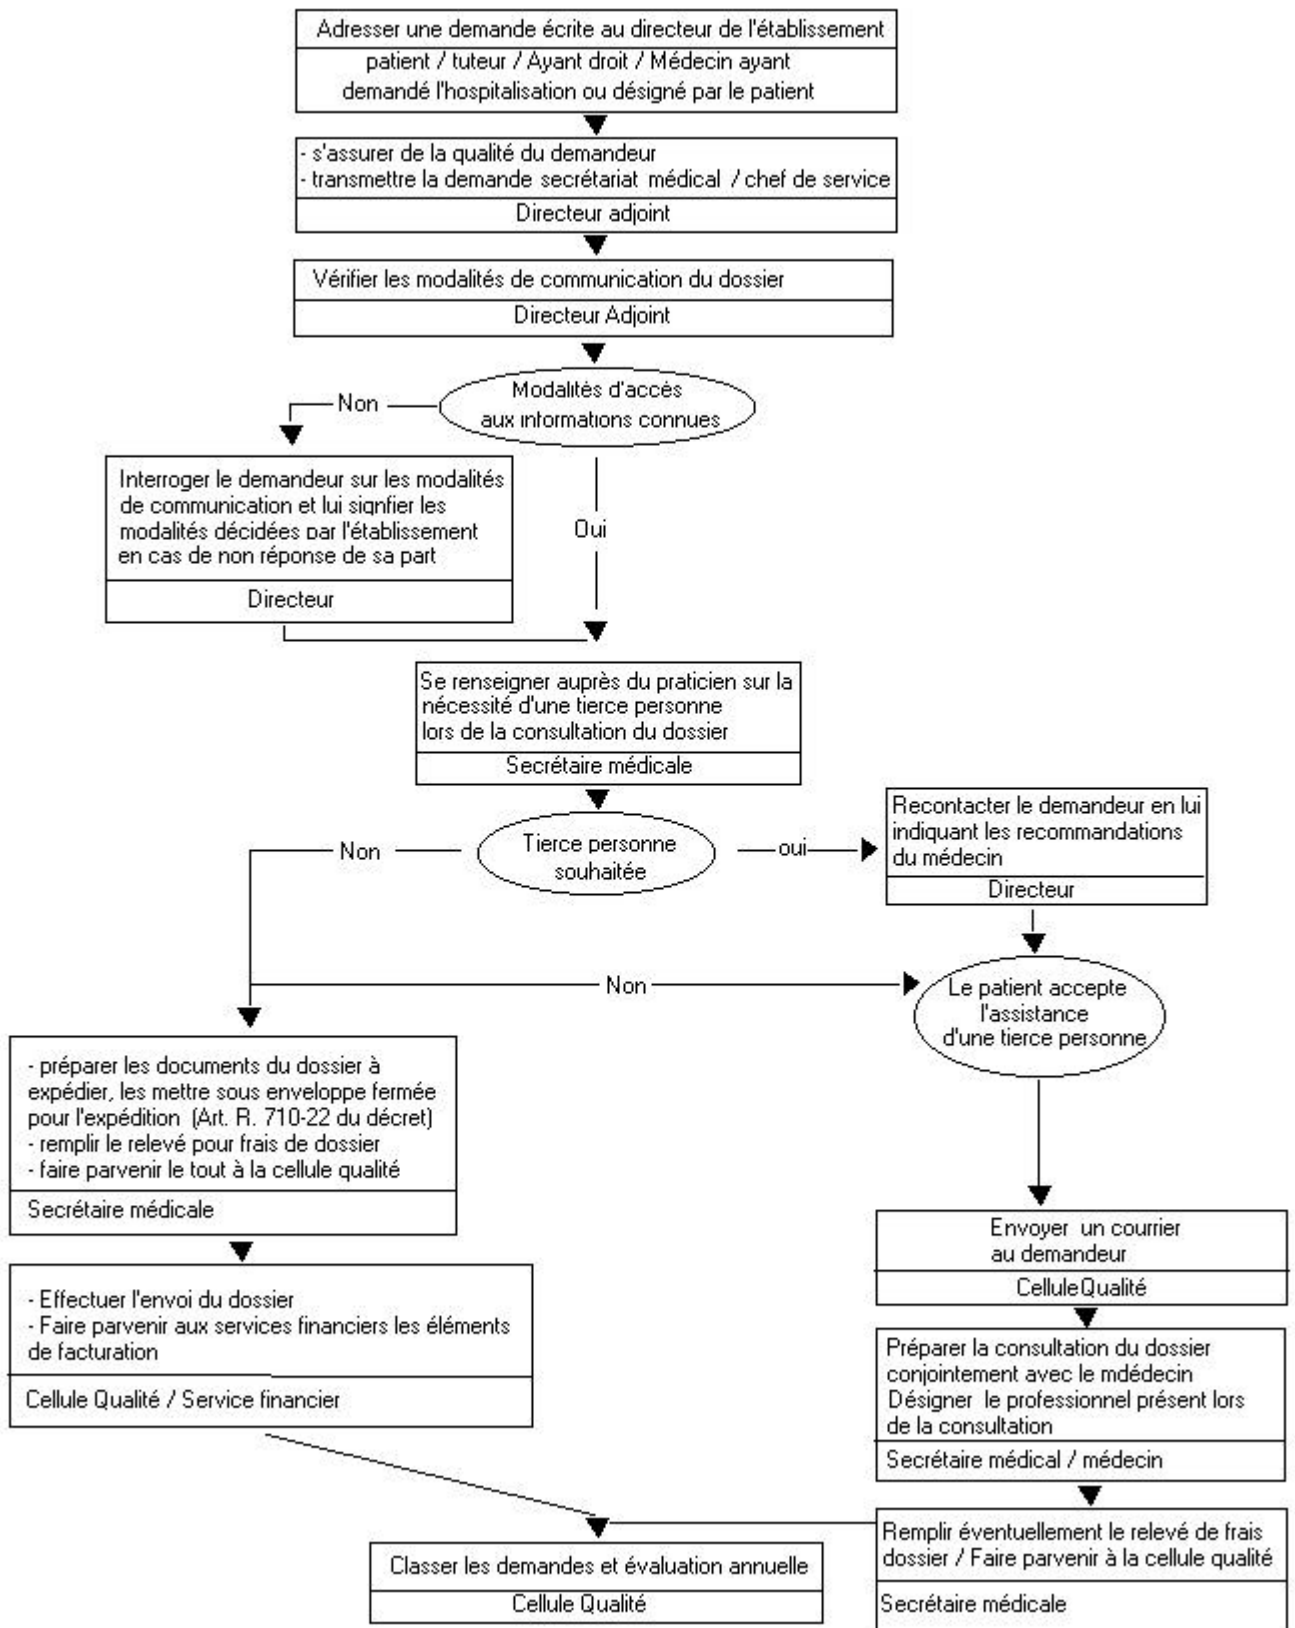 Adresser une demande écrite au directeur de l'établissement
patient / tuteur / Ayant droit / Médecin ayant
demandé l'hospitalisation ou désigné par le patient
- s'assurer de la qualité du demandeur
- transmettre la demande secrétariat médical / chef de service
Directeur adjoint
Vérifier les modalités de communication du dossier
Directeur Adjoint
Modalités d'accès
aux informations connues
Non
Interroger le demandeur sur les modalités
de communication et lui signfier les
modalités décidées par l'établissement
en cas de non réponse de sa part
Directeur
Oui
Se renseigner auprès du praticien sur la
nécessité d'une tierce personne
lors de la consultation du dossier
Secrétaire médicale
Tierce personne
souhaitée
Non
oui
Recontacter le demandeur en lui
indiquant les recommandations
du médecin
Directeur
Non
Le patient accepte
l'assistance
d'une tierce personne
- préparer les documents du dossier à
expédier, les mettre sous enveloppe fermée
pour l'expédition (Art. R. 710-22 du décret)
- remplir le relevé pour frais de dossier
- faire parvenir le tout à la cellule qualité
Secrétaire médicale
- Effectuer l'envoi du dossier
- Faire parvenir aux services financiers les éléments
de facturation
Cellule Qualité / Service financier
Envoyer un courrier
au demandeur
Cellule Qualité
Préparer la consultation du dossier
conjointement avec le mdédecin
Désigner le professionnel présent lors
de la consultation
Secrétaire médical / médecin
Remplir éventuellement le relevé de frais
dossier / Faire parvenir à la cellule qualité
Secrétaire médicale
Classer les demandes et évaluation annuelle
Cellule Qualité